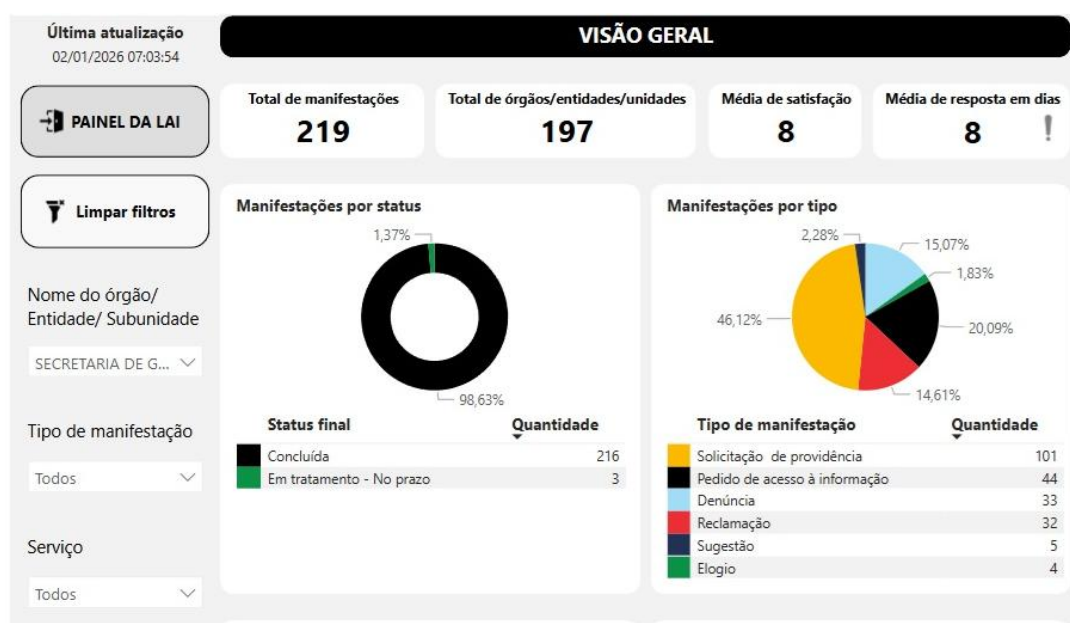 Última atualização
02/01/2026 07:03:54
VISÃO GERAL
PAINEL DA LAI
Limpar filtros
Nome do órgão/
Entidade/ Subunidade
SECRETARIA DE G...
Tipo de manifestação
Todos
Serviço
Todos
Total de manifestações
219
Total de órgãos/entidades/unidades
197
Média de satisfação
8
Média de resposta em dias
8
Manifestações por status
1,37%
98,63%
Status final Quantidade
Concluída 216
Em tratamento - No prazo 3
Manifestações por tipo
2,28%
15,07%
1,83%
46,12%
20,09%
14,61%
Tipo de manifestação Quantidade
Solicitação de providência 101
Pedido de acesso à informação 44
Denúncia 33
Reclamação 32
Sugestão 5
Elogio 4